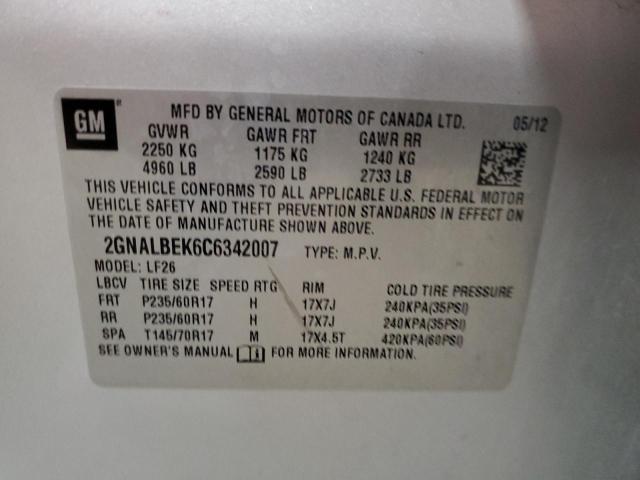 GM
MFD BY GENERAL MOTORS OF CANADA LTD. 05/12
GVWR GAWR FRT GAWR RR
2250 KG 1175 KG 1240 KG
4960 LB 2590 LB 2733 LB
THIS VEHICLE CONFORMS TO ALL APPLICABLE U.S. FEDERAL MOTOR
VEHICLE SAFETY AND THEFT PREVENTION STANDARDS IN EFFECT ON
THE DATE OF MANUFACTURE SHOWN ABOVE.
2GNALBEK6C6342007 TYPE: M.P.V.
MODEL: LF26
LBCV TIRE SIZE SPEED RTG RIM COLD TIRE PRESSURE
FRT P235/60R17 H 17X7J 240KPA(35PSI)
RR P235/60R17 H 17X7J 240KPA(35PSI)
SPA T145/70R17 M 17X4.5T 420KPA(60PSI)
SEE OWNER'S MANUAL FOR MORE INFORMATION.